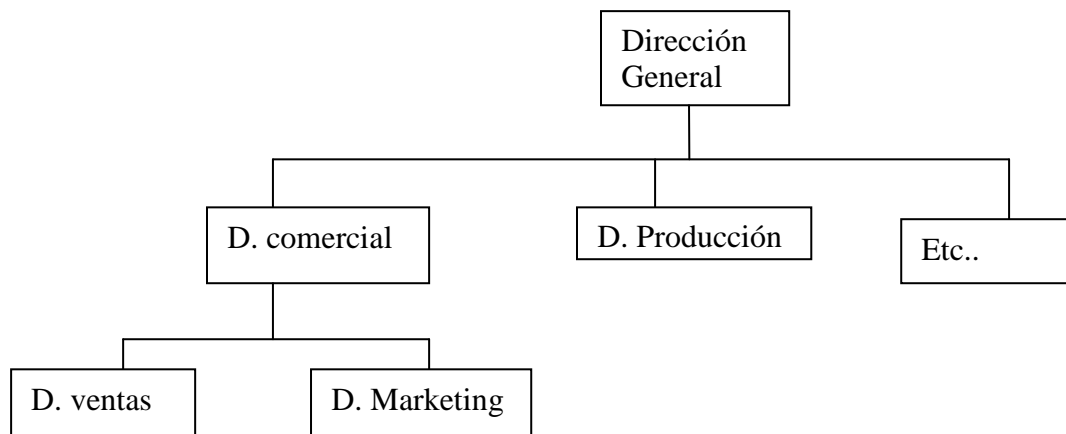 Dirección
General
D. comercial
D. Producción
Etc..
D. ventas
D. Marketing